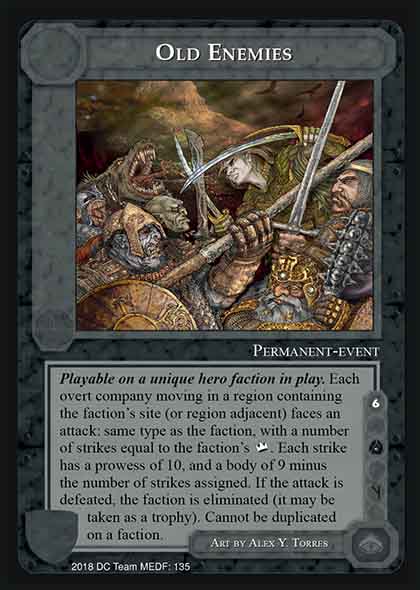 OLD ENEMIES
PERMANENT-EVENT
Playable on a unique hero faction in play. Each
overt company moving in a region containing
the faction's site (or region adjacent) faces an
attack: same type as the faction, with a number
of strikes equal to the faction's . Each strike
has a prowess of 10, and a body of 9 minus
the number of strikes assigned. If the attack is
defeated, the faction is eliminated (it may be
taken as a trophy). Cannot be duplicated
on a faction.
6
ART BY ALEX Y. TORRES
2018 DC Team MEDF: 135